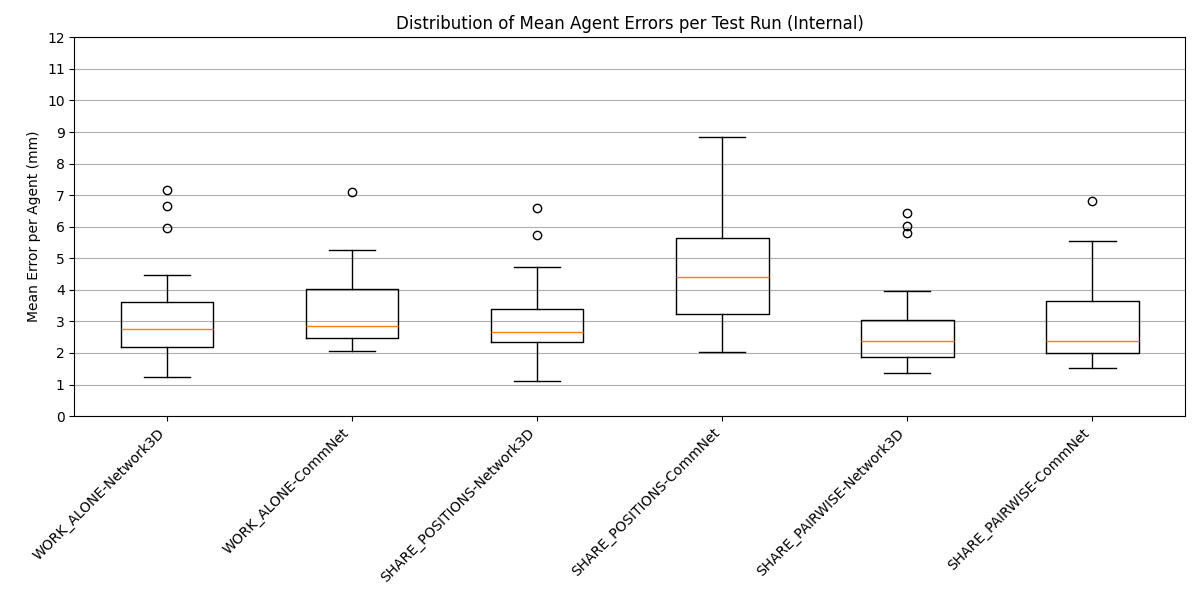 Distribution of Mean Agent Errors per Test Run (Internal)
Mean Error per Agent (mm)
12
11
10
9
8
7
6
5
4
3
2
1
0
WORK_ALONE-Network3D
WORK_ALONE-CommNet
SHARE_POSITIONS-Network3D
SHARE_POSITIONS-CommNet
SHARE_PAIRWISE-Network3D
SHARE_PAIRWISE-CommNet